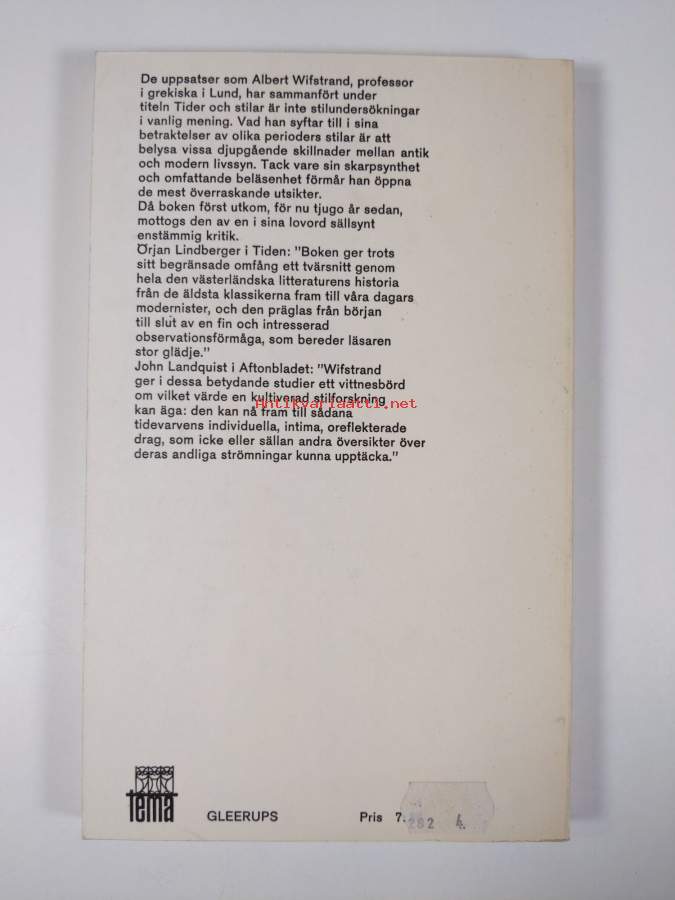 De uppsatser som Albert Wifstrand, professor
i grekiska i Lund, har sammanfört under
titeln Tider och stilar är inte stilundersökningar
i vanlig mening. Vad han syftar till i sina
betraktelser av olika perioders stilar är att
belysa vissa djupgående skillnader mellan antik
och modern livssyn. Tack vare sin skarpsynthet
och omfattande beläsenhet förmår han öppna
de mest överraskande utsikter.
Då boken först utkom, för nu tjugo år sedan,
mottogs den av en i sina lovord sällsynt
enstämmig kritik.
Örjan Lindberger i Tiden: "Boken ger trots
sitt begränsade omfång ett tvärsnitt genom
hela den västerländska litteraturens historia
från de äldsta klassikerna fram till våra dagars
modernister, och den präglas från början
till slut av en fin och intresserad
observationsförmåga, som bereder läsaren
stor glädje."
John Landquist i Aftonbladet: "Wifstrand
ger i dessa betydande studier ett vittnesbörd
om vilket värde en kultiverad stilforskning
Antikvariaatti.net
kan äga: den kan nå fram till sådana
tidevarvens individuella, intima, oreflekterade
drag, som icke eller sällan andra översikter över
deras andliga strömningar kunna upptäcka."
tema GLEERUPS Pris 7.
282 4.